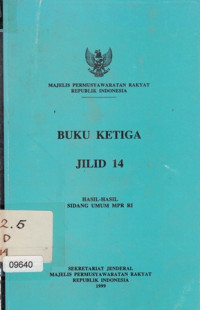 MAJELIS PERMUSYAWARATAN RAKYAT
REPUBLIK INDONESIA
BUKU KETIGA
JILID 14
HASIL-HASIL
SIDANG UMUM MPR RI
2.5
D
09640
SEKRETARIAT JENDERAL
MAJELIS PERMUSYAWARATAN RAKYAT
REPUBLIK INDONESIA
1999